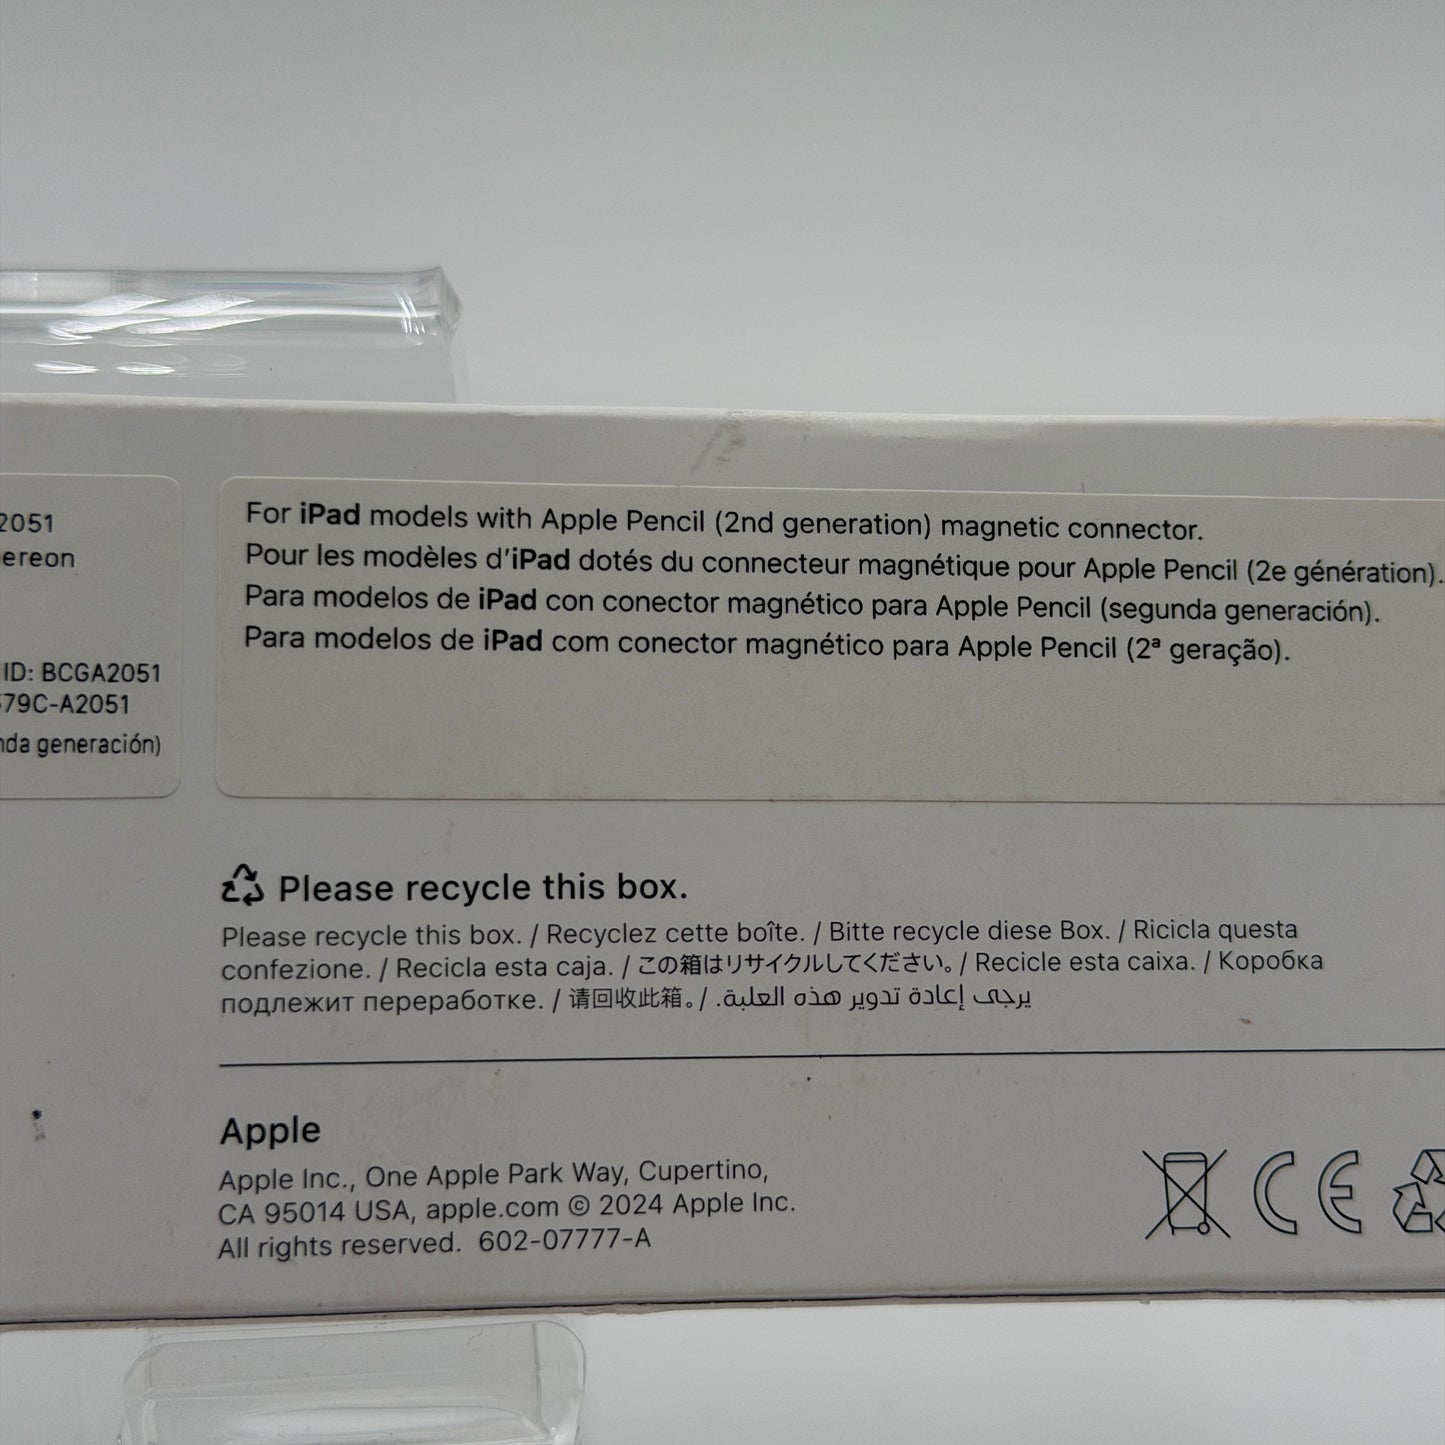 2051
ereon
ID: BCGA2051
579C-A2051
nda generación)
For iPad models with Apple Pencil (2nd generation) magnetic connector.
Pour les modèles d'iPad dotés du connecteur magnétique pour Apple Pencil (2e génération).
Para modelos de iPad con conector magnético para Apple Pencil (segunda generación).
Para modelos de iPad com conector magnético para Apple Pencil (2ª geração).
Please recycle this box.
Please recycle this box. / Recyclez cette boîte. / Bitte recycle diese Box. / Ricicla questa
confezione. / Recicla esta caja. / この箱はリサイクルしてください。 / Recicle esta caixa. / Коробка
подлежит переработке. / 请回收此箱。 / يرجى إعادة تدوير هذه العلبة.
Apple
Apple Inc., One Apple Park Way, Cupertino,
CA 95014 USA, apple.com © 2024 Apple Inc.
All rights reserved. 602-07777-A
CE